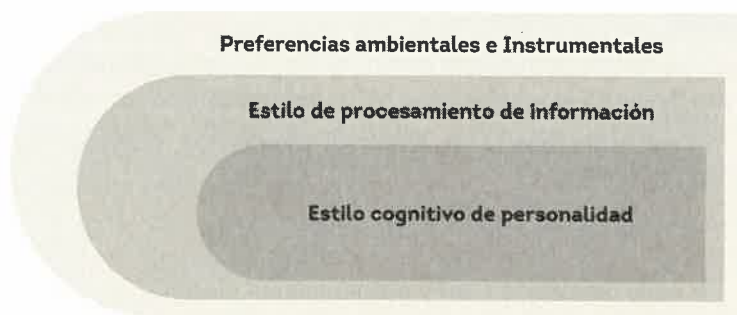 Preferencias ambientales e Instrumentales
Estilo de procesamiento de información
Estilo cognitivo de personalidad